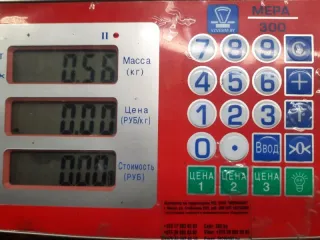 МЕРА
300
0.56
Масса
(кг)
0.00
Цена
(РУБ/кг)
0.00
Стоимость
(РУБ)
7 8 9 C
4 5 6 +
1 2 3
0 • Ввод >0<
ЦЕНА 1 ЦЕНА 2 ЦЕНА 3